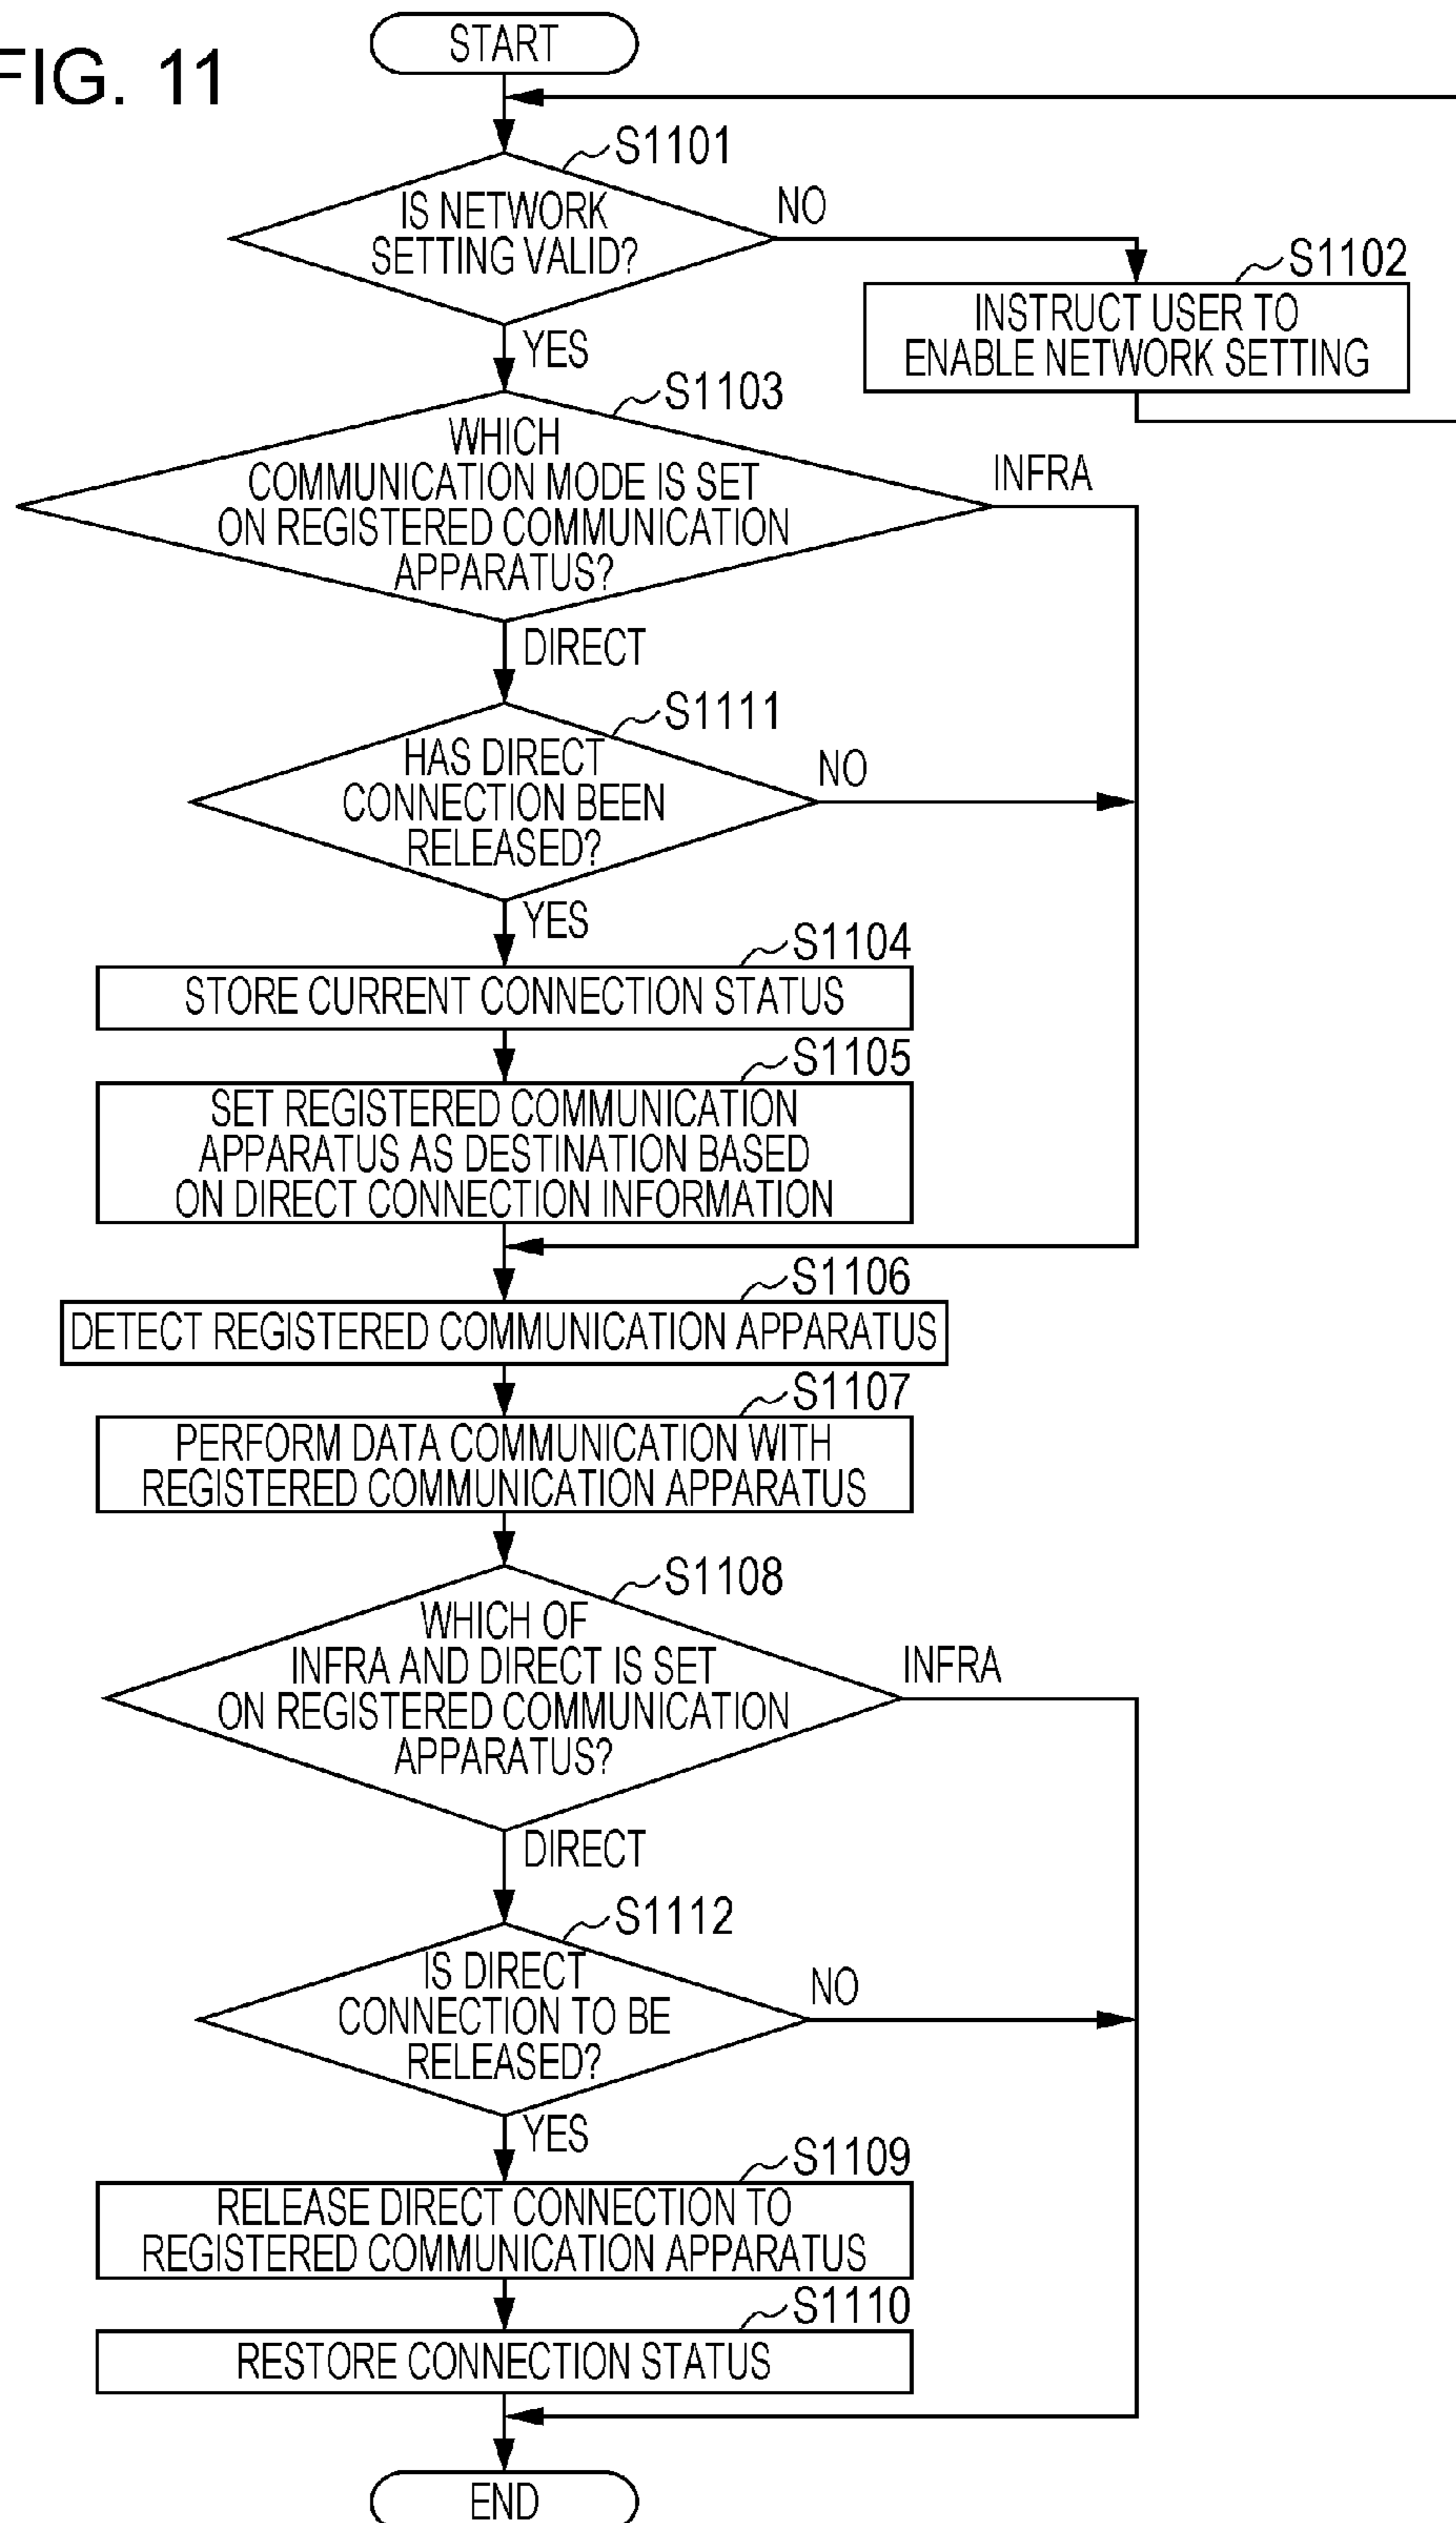 FIG. 11
START
S1101
IS NETWORK
SETTING VALID?
NO
S1102
INSTRUCT USER TO
ENABLE NETWORK SETTING
YES
S1103
WHICH
COMMUNICATION MODE IS SET
ON REGISTERED COMMUNICATION
APPARATUS?
INFRA
DIRECT
S1111
HAS DIRECT
CONNECTION BEEN
RELEASED?
NO
YES
S1104
STORE CURRENT CONNECTION STATUS
S1105
SET REGISTERED COMMUNICATION
APPARATUS AS DESTINATION BASED
ON DIRECT CONNECTION INFORMATION
S1106
DETECT REGISTERED COMMUNICATION APPARATUS
S1107
PERFORM DATA COMMUNICATION WITH
REGISTERED COMMUNICATION APPARATUS
S1108
WHICH OF
INFRA AND DIRECT IS SET
ON REGISTERED COMMUNICATION
APPARATUS?
INFRA
DIRECT
S1112
IS DIRECT
CONNECTION TO BE
RELEASED?
NO
YES
S1109
RELEASE DIRECT CONNECTION TO
REGISTERED COMMUNICATION APPARATUS
S1110
RESTORE CONNECTION STATUS
END